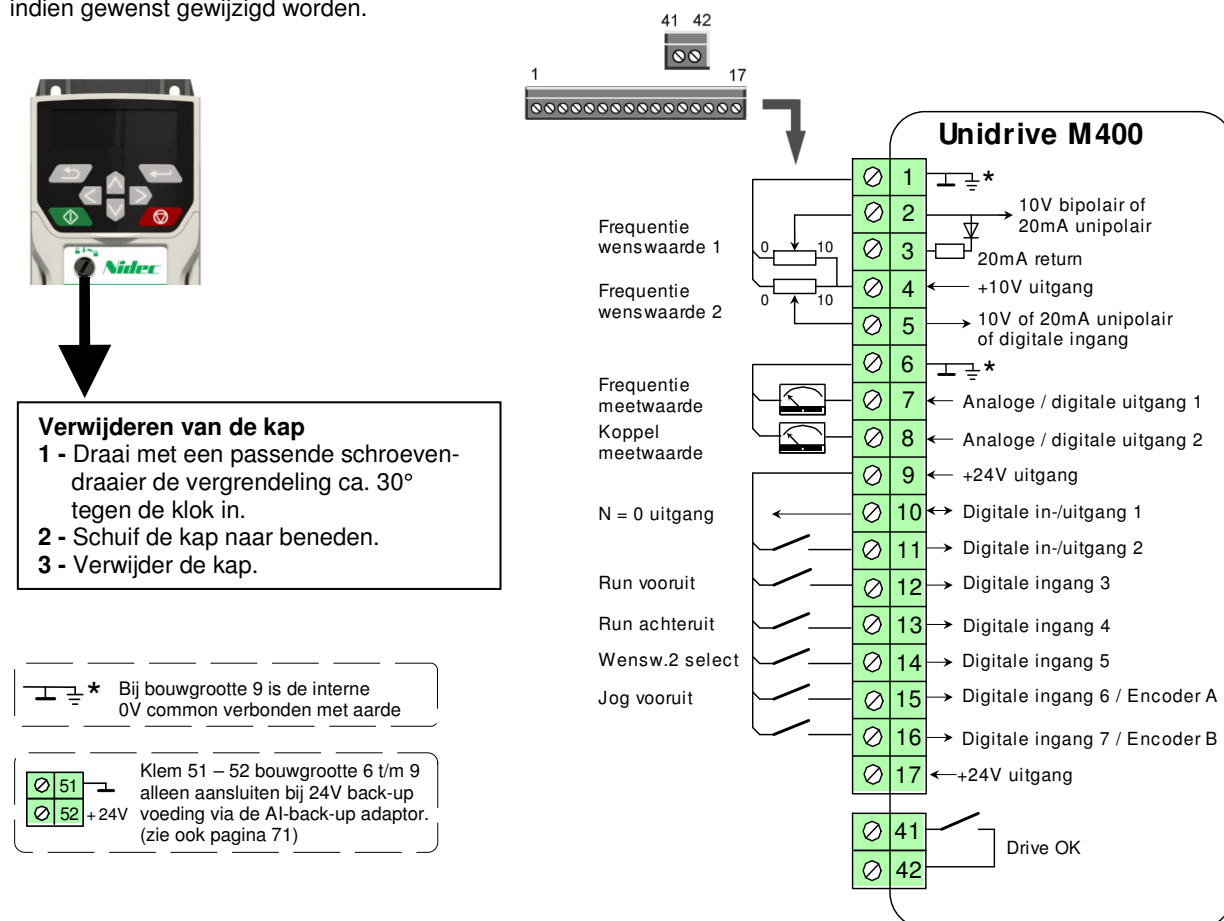 indien gewenst gewijzigd worden.
Nidec
Verwijderen van de kap
1 - Draai met een passende schroeven-
draaier de vergrendeling ca. 30°
tegen de klok in.
2 - Schuif de kap naar beneden.
3 - Verwijder de kap.
* Bij bouwgrootte 9 is de interne
0V common verbonden met aarde
51
52 +24V
Klem 51 – 52 bouwgrootte 6 t/m 9
alleen aansluiten bij 24V back-up
voeding via de AI-back-up adaptor.
(zie ook pagina 71)
41 42
1 17
Unidrive M400
1 *
2 10V bipolair of
20mA unipolair
Frequentie
wenswaarde 1
0 10
3 20mA return
4 +10V uitgang
Frequentie
wenswaarde 2
0 10
5 10V of 20mA unipolair
of digitale ingang
6 *
Frequentie
meetwaarde
7 Analoge / digitale uitgang 1
Koppel
meetwaarde
8 Analoge / digitale uitgang 2
9 +24V uitgang
N = 0 uitgang 10 Digitale in-/uitgang 1
11 Digitale in-/uitgang 2
Run vooruit 12 Digitale ingang 3
Run achteruit 13 Digitale ingang 4
Wensw.2 select 14 Digitale ingang 5
Jog vooruit 15 Digitale ingang 6 / Encoder A
16 Digitale ingang 7 / Encoder B
17 +24V uitgang
41
Drive OK
42